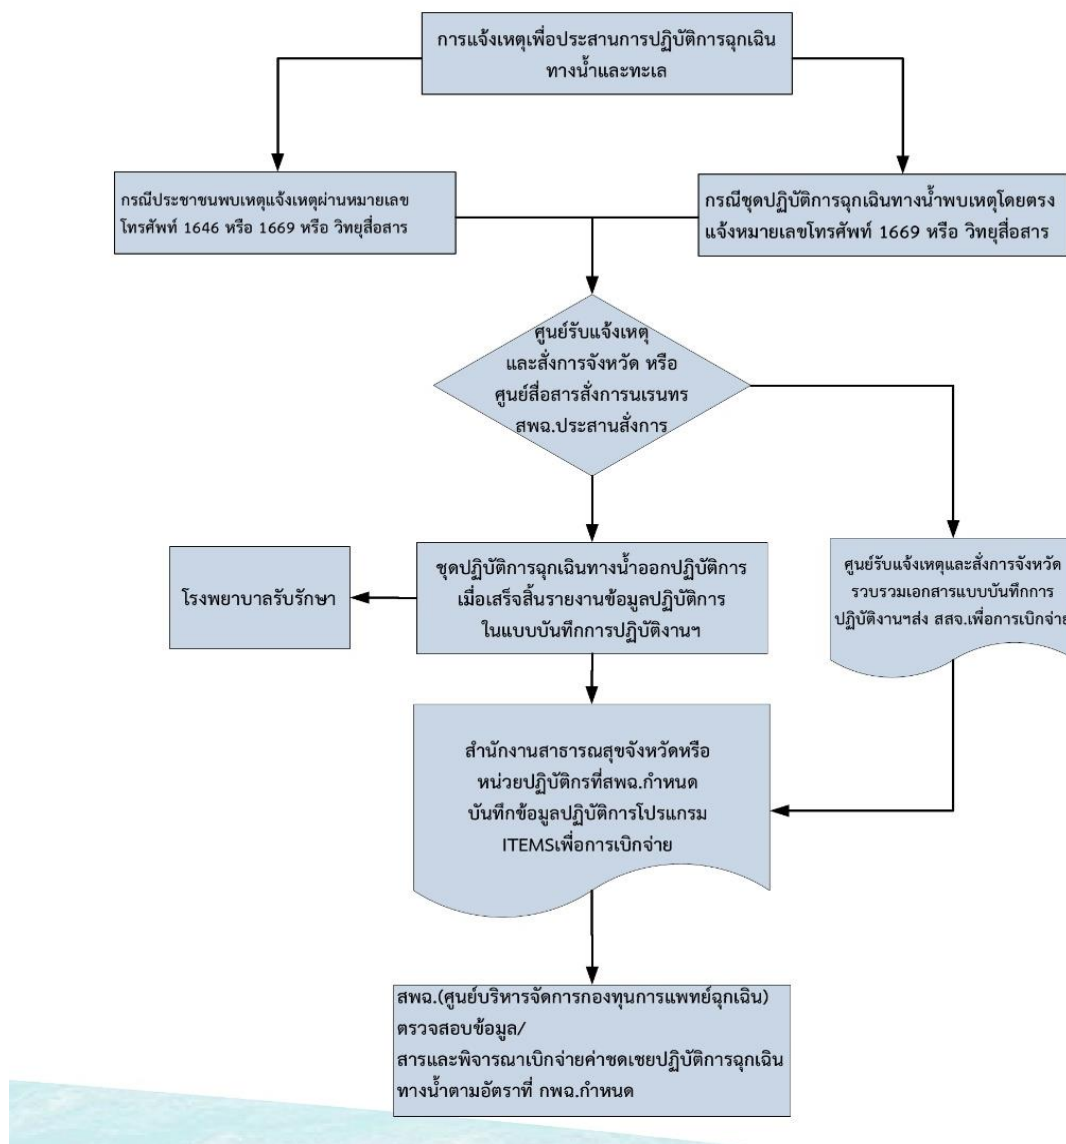 การแจ้งเหตุเพื่อประสานการปฏิบัติการฉุกเฉิน
ทางน้ำและทะเล
กรณีประชาชนพบเหตุแจ้งเหตุผ่านหมายเลข
โทรศัพท์ 1646 หรือ 1669 หรือ วิทยุสื่อสาร
กรณีชุดปฏิบัติการฉุกเฉินทางน้ำพบเหตุโดยตรง
แจ้งหมายเลขโทรศัพท์ 1669 หรือ วิทยุสื่อสาร
ศูนย์รับแจ้งเหตุ
และสั่งการจังหวัด หรือ
ศูนย์สื่อสารสั่งการนเรนทร
สพฉ.ประสานสั่งการ
โรงพยาบาลรับรักษา
ชุดปฏิบัติการฉุกเฉินทางน้ำออกปฏิบัติการ
เมื่อเสร็จสิ้นรายงานข้อมูลปฏิบัติการ
ในแบบบันทึกการปฏิบัติงานฯ
ศูนย์รับแจ้งเหตุและสั่งการจังหวัด
รวบรวมเอกสารแบบบันทึกการ
ปฏิบัติงานฯส่ง สสจ.เพื่อการเบิกจ่าย
สำนักงานสาธารณสุขจังหวัดหรือ
หน่วยปฏิบัติกรที่สพฉ.กำหนด
บันทึกข้อมูลปฏิบัติการโปรแกรม
ITEMSเพื่อการเบิกจ่าย
สพฉ.(ศูนย์บริหารจัดการกองทุนการแพทย์ฉุกเฉิน)
ตรวจสอบข้อมูล/
สารและพิจารณาเบิกจ่ายค่าชดเชยปฏิบัติการฉุกเฉิน
ทางน้ำตามอัตราที่ กพฉ.กำหนด